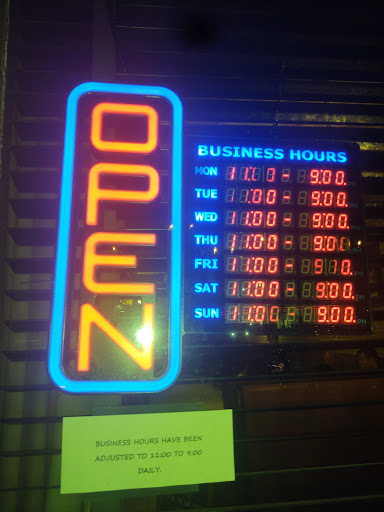 OPEN
BUSINESS HOURS
MON 11:00 - 9:00
TUE 11:00 - 9:00
WED 11:00 - 9:00
THU 11:00 - 9:00
FRI 11:00 - 9:00
SAT 11:00 - 9:00
SUN 11:00 - 9:00
BUSINESS HOURS HAVE BEEN
ADJUSTED TO 11:00 TO 9:00
DAILY.